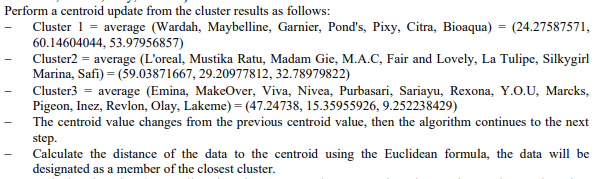 Perform a centroid update from the cluster results as follows:
– Cluster 1 = average (Wardah, Maybelline, Garnier, Pond's, Pixy, Citra, Bioaqua) = (24.27587571,
60.14604044, 53.97956857)
– Cluster2 = average (L'oreal, Mustika Ratu, Madam Gie, M.A.C, Fair and Lovely, La Tulipe, Silkygirl
Marina, Safi) = (59.03871667, 29.20977812, 32.78979822)
– Cluster3 = average (Emina, MakeOver, Viva, Nivea, Purbasari, Sariayu, Rexona, Y.O.U, Marcks,
Pigeon, Inez, Revlon, Olay, Lakeme) = (47.24738, 15.35955926, 9.252238429)
– The centroid value changes from the previous centroid value, then the algorithm continues to the next
step.
– Calculate the distance of the data to the centroid using the Euclidean formula, the data will be
designated as a member of the closest cluster.